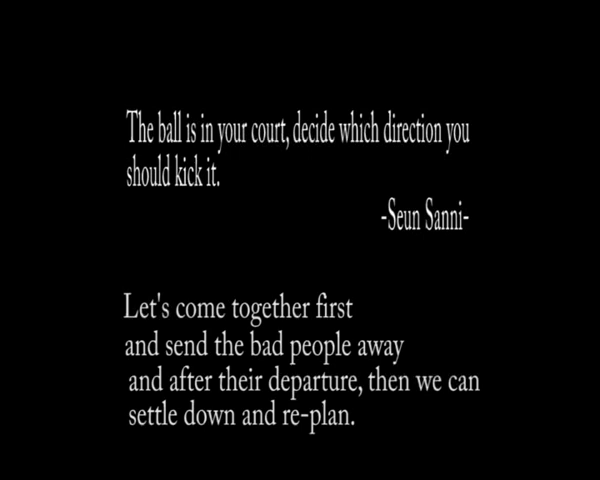 The ball is in your court, decide which direction you
should kick it.
-Seun Sanni-
Let's come together first
and send the bad people away
and after their departure, then we can
settle down and re-plan.